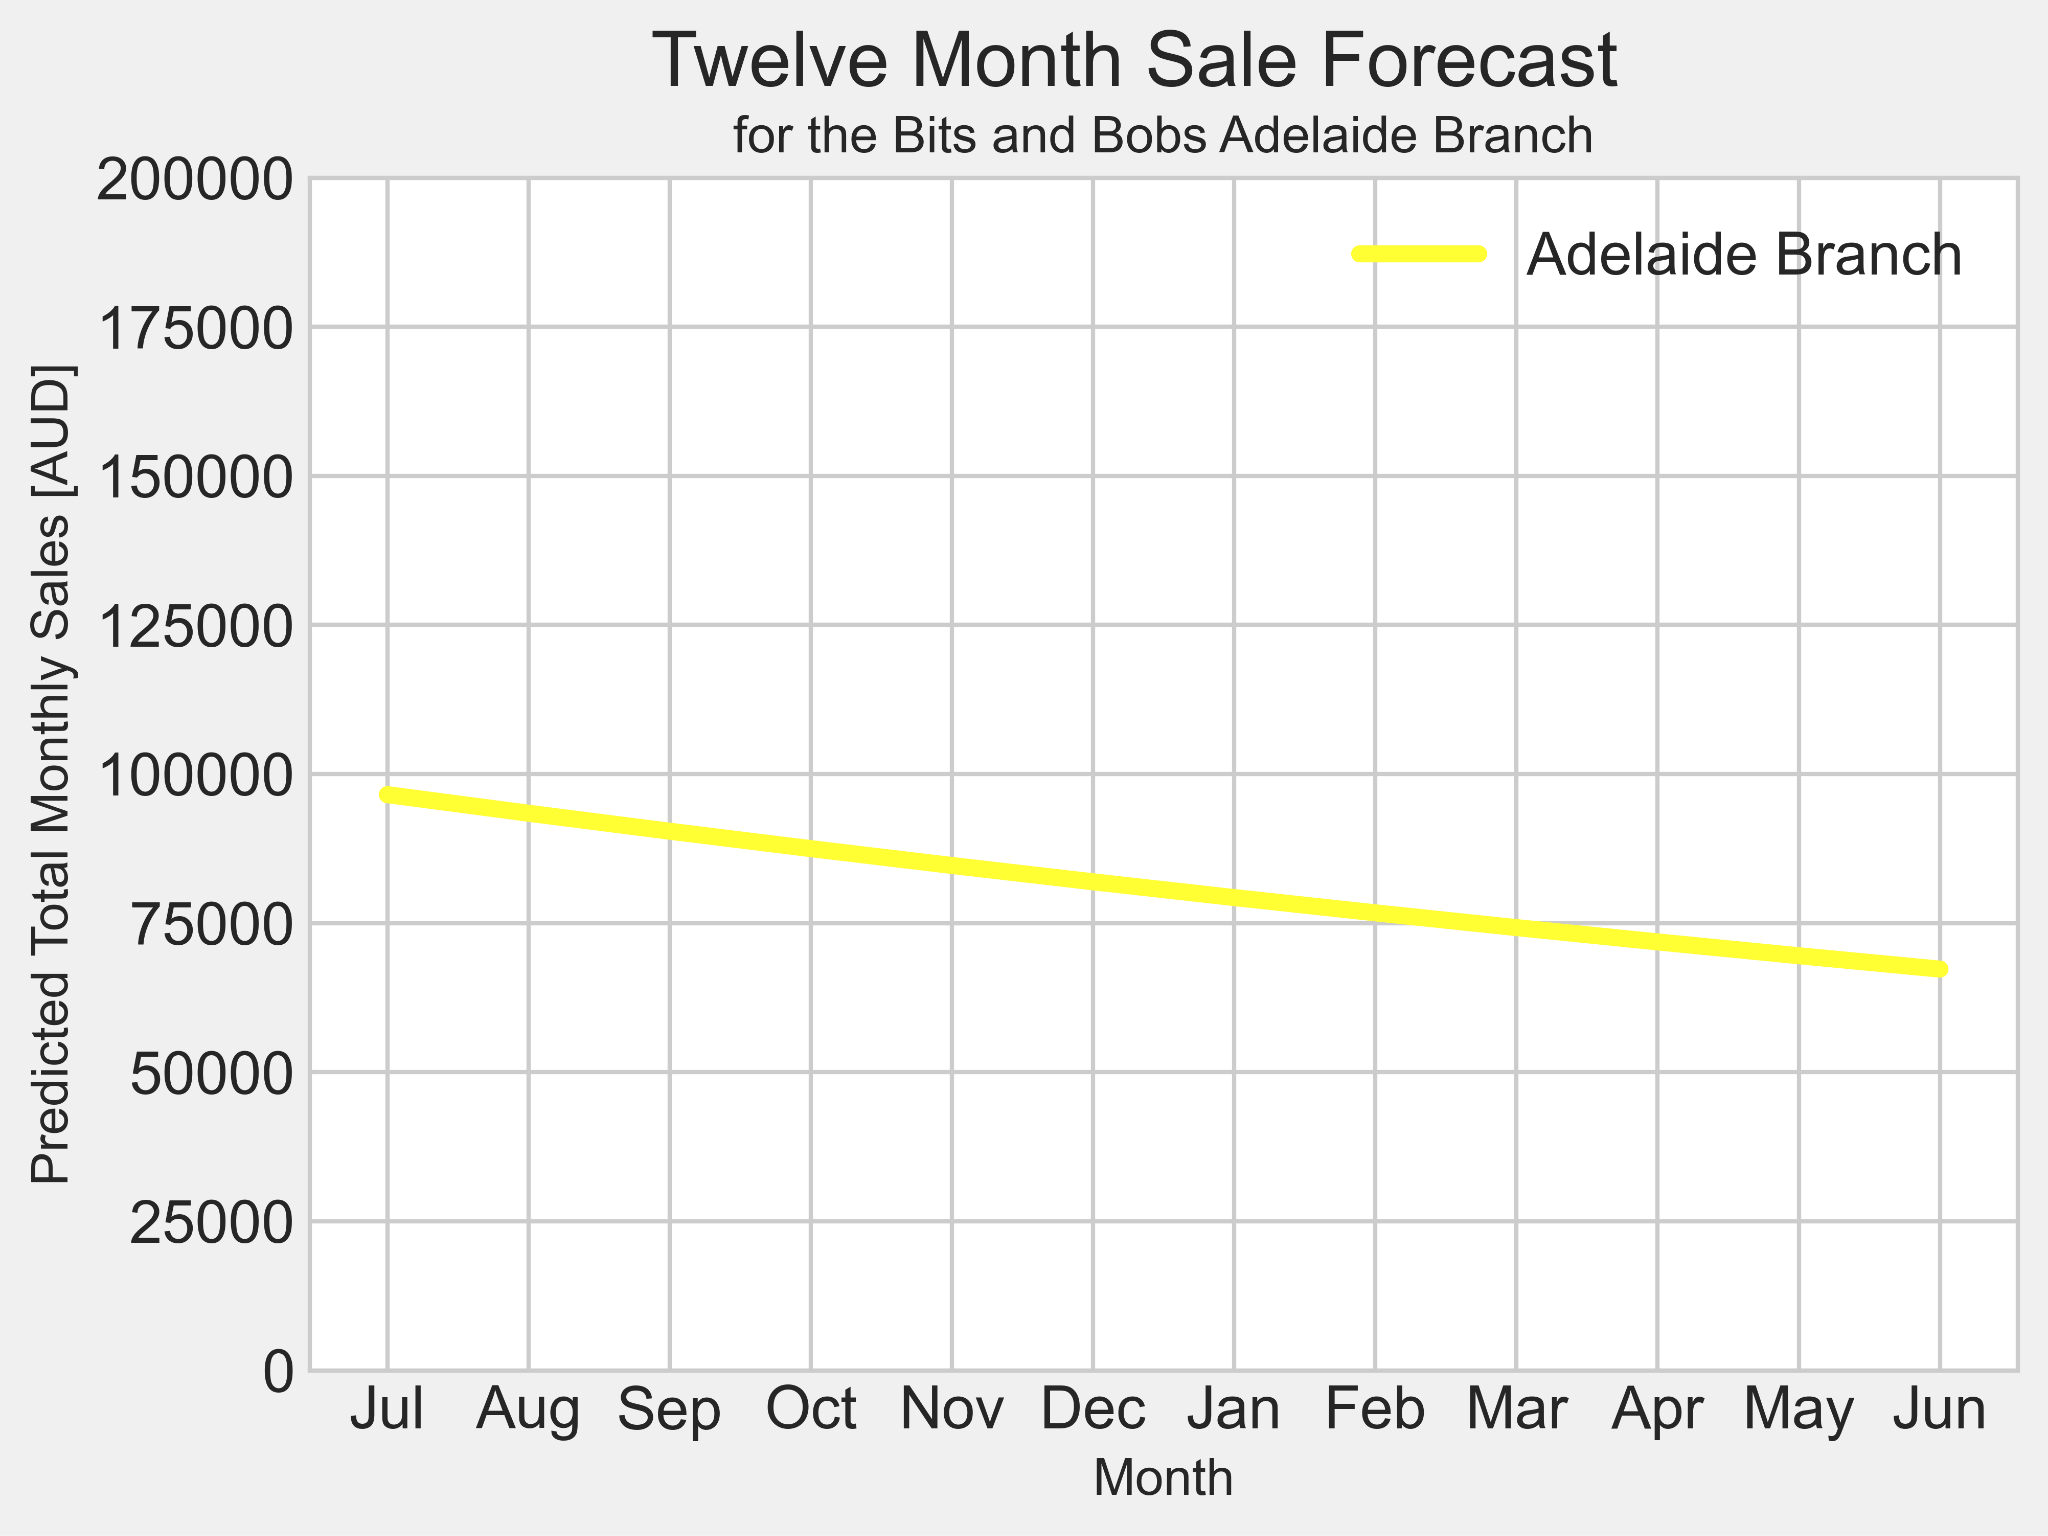 Twelve Month Sale Forecast
for the Bits and Bobs Adelaide Branch
Adelaide Branch
Predicted Total Monthly Sales [AUD]
200000
175000
150000
125000
100000
75000
50000
25000
0
Jul Aug Sep Oct Nov Dec Jan Feb Mar Apr May Jun
Month